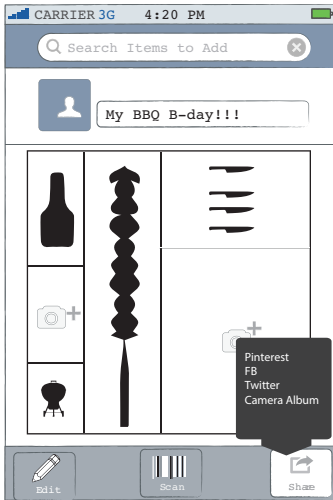 CARRIER 3G 4:20 PM
Search Items to Add
My BBQ B-day!!!
Pinterest
FB
Twitter
Camera Album
Edit
Scan
Share